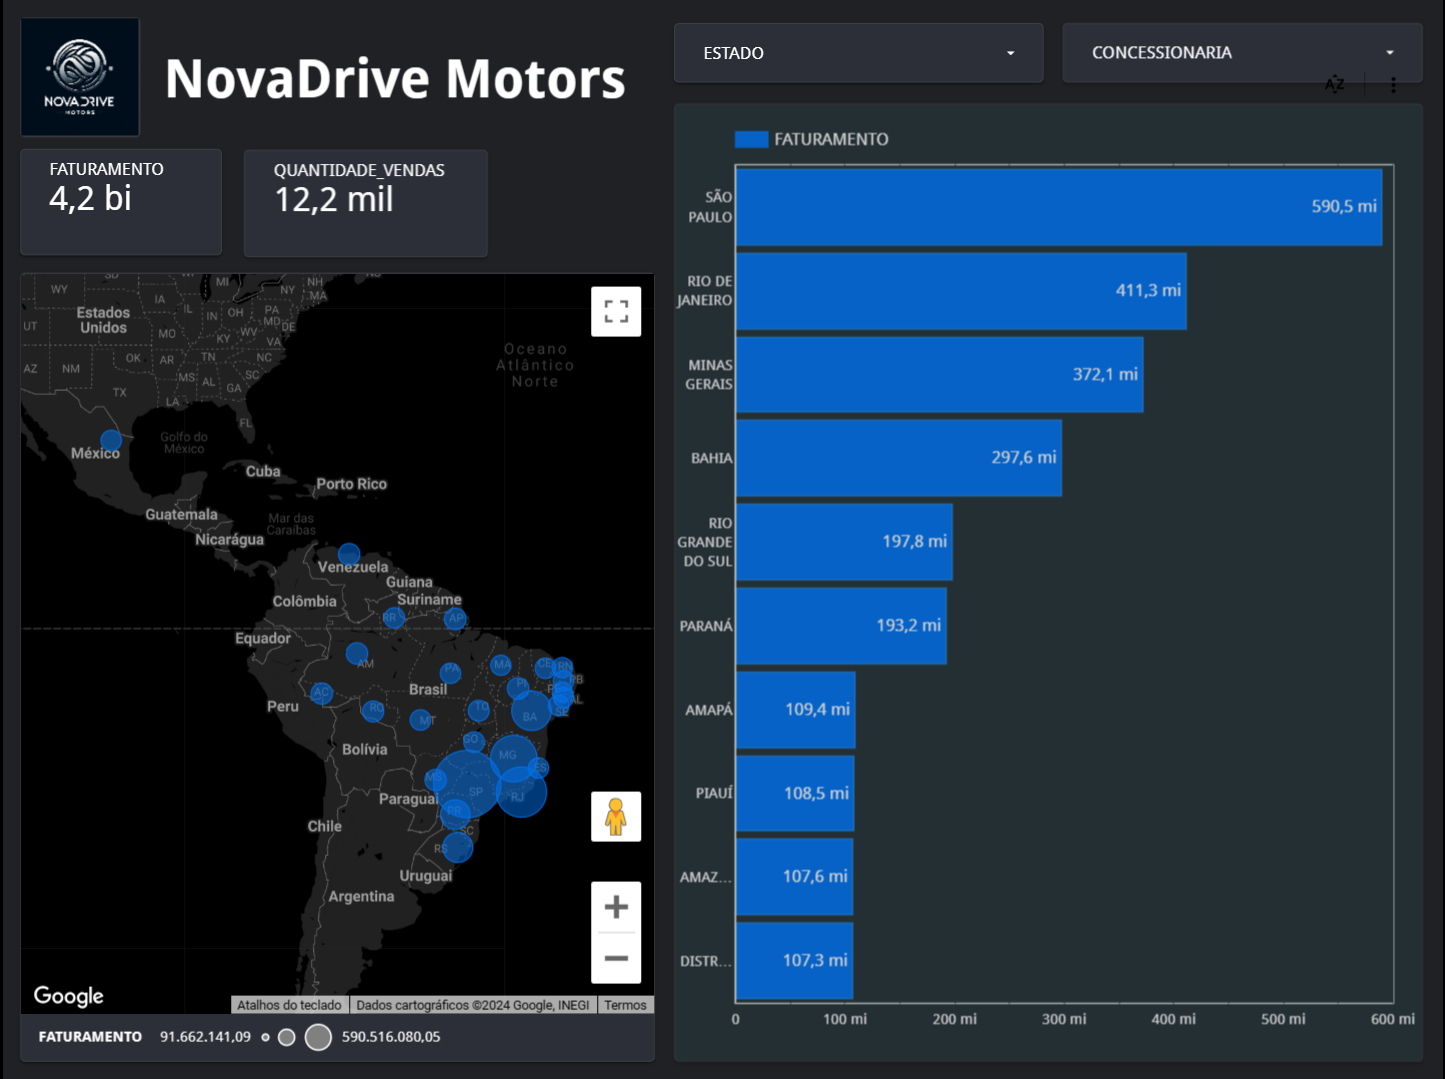 NOVADRIVE
MOTORS
NovaDrive Motors
ESTADO
CONCESSIONARIA
AZ
FATURAMENTO
4,2 bi
QUANTIDADE_VENDAS
12,2 mil
WY
IA
MI
NY
NH
MA
Estados
Unidos
UT
IL
IN
OH
PA
MD
DE
MO
KY
WV
VA
AZ
NM
OK
AR
TN
NC
TX
MS
AL
GA
SC
LA
FL
Oceano
Atlântico
Norte
Golfo do
México
México
Cuba
Porto Rico
Guatemala
Mar das
Caraíbas
Nicarágua
Venezuela
Guiana
Suriname
Colômbia
RR
AP
Equador
AM
PA
MA
CE
RN
PB
PI
AL
SE
AC
Brasil
Peru
RO
MT
TO
BA
Bolívia
GO
MG
ES
MS
SP
RJ
Paraguai
PR
SC
Chile
RS
Uruguai
Argentina
Google
Atalhos do teclado
Dados cartográficos ©2024 Google, INEGI
Termos
FATURAMENTO 91.662.141,09 590.516.080,05
FATURAMENTO
SÃO
PAULO
590,5 mi
RIO DE
JANEIRO
411,3 mi
MINAS
GERAIS
372,1 mi
BAHIA
297,6 mi
RIO
GRANDE
DO SUL
197,8 mi
PARANÁ
193,2 mi
AMAPÁ
109,4 mi
PIAUÍ
108,5 mi
AMAZ...
107,6 mi
DISTR...
107,3 mi
0 100 mi 200 mi 300 mi 400 mi 500 mi 600 mi